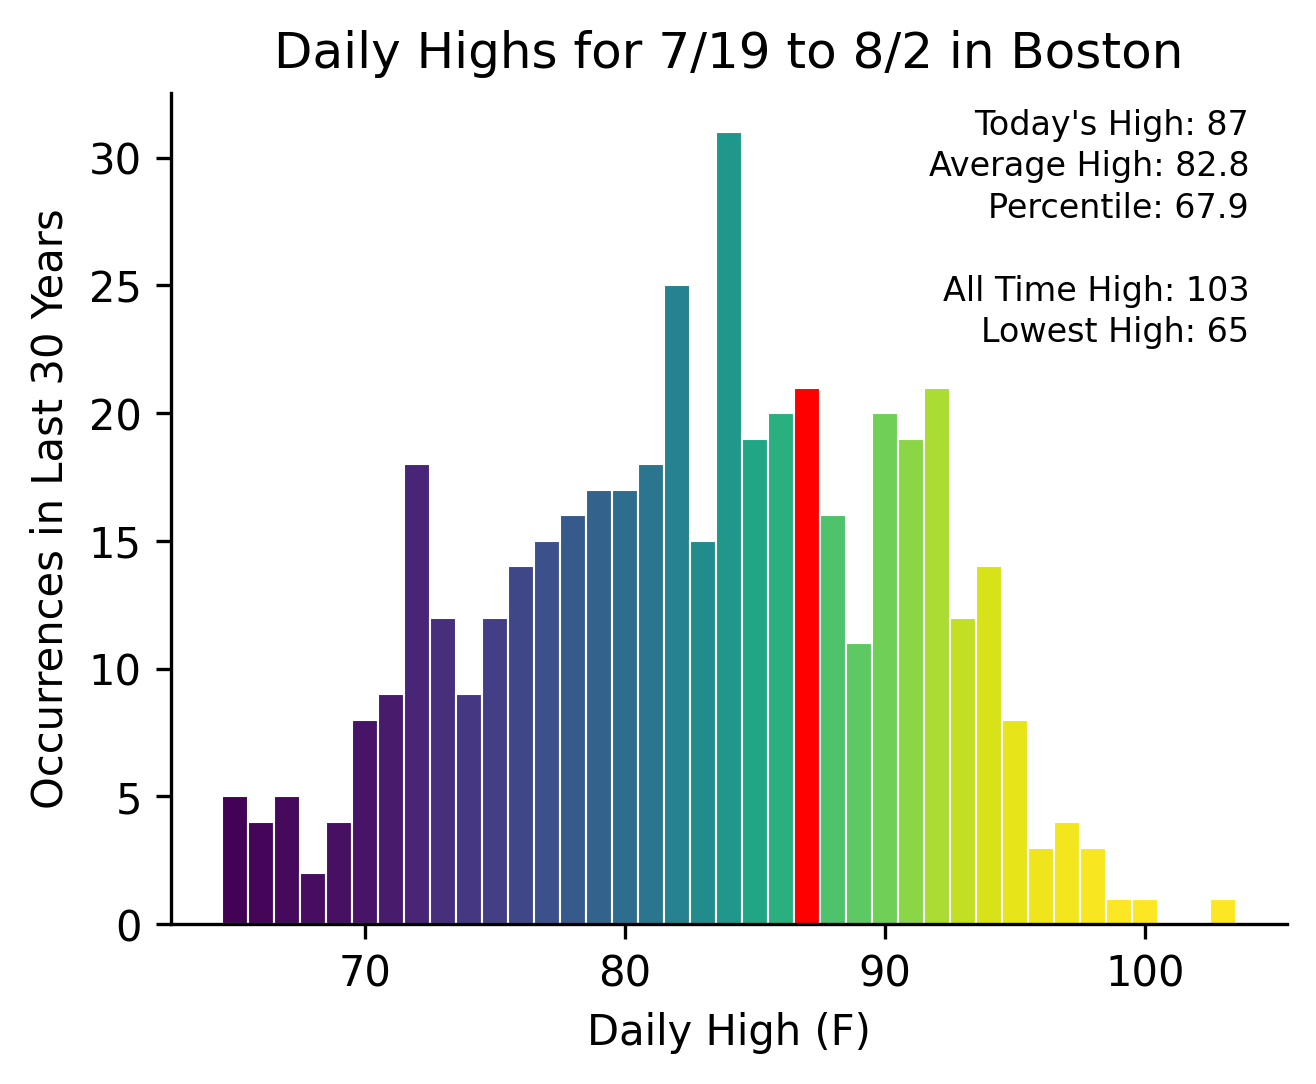 Daily Highs for 7/19 to 8/2 in Boston
Today's High: 87
Average High: 82.8
Percentile: 67.9
All Time High: 103
Lowest High: 65
Occurrences in Last 30 Years
30
25
20
15
10
5
0
70 80 90 100
Daily High (F)